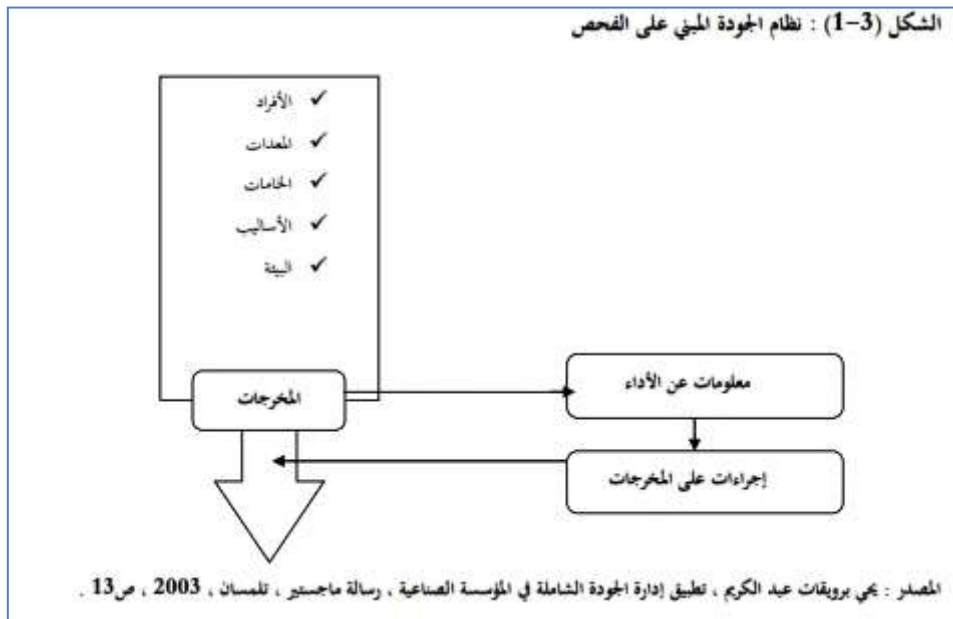 الشكل (3-1) : نظام الجودة المبني على الفحص
الأفراد
المعدات
الخامات
الأساليب
البيئة
المخرجات
معلومات عن الأداء
إجراءات على المخرجات
المصدر : يحي برويقات عبد الكريم ، تطبيق إدارة الجودة الشاملة في المؤسسة الصناعية ، رسالة ماجستير ، تلمسان ، 2003 ، ص13 .